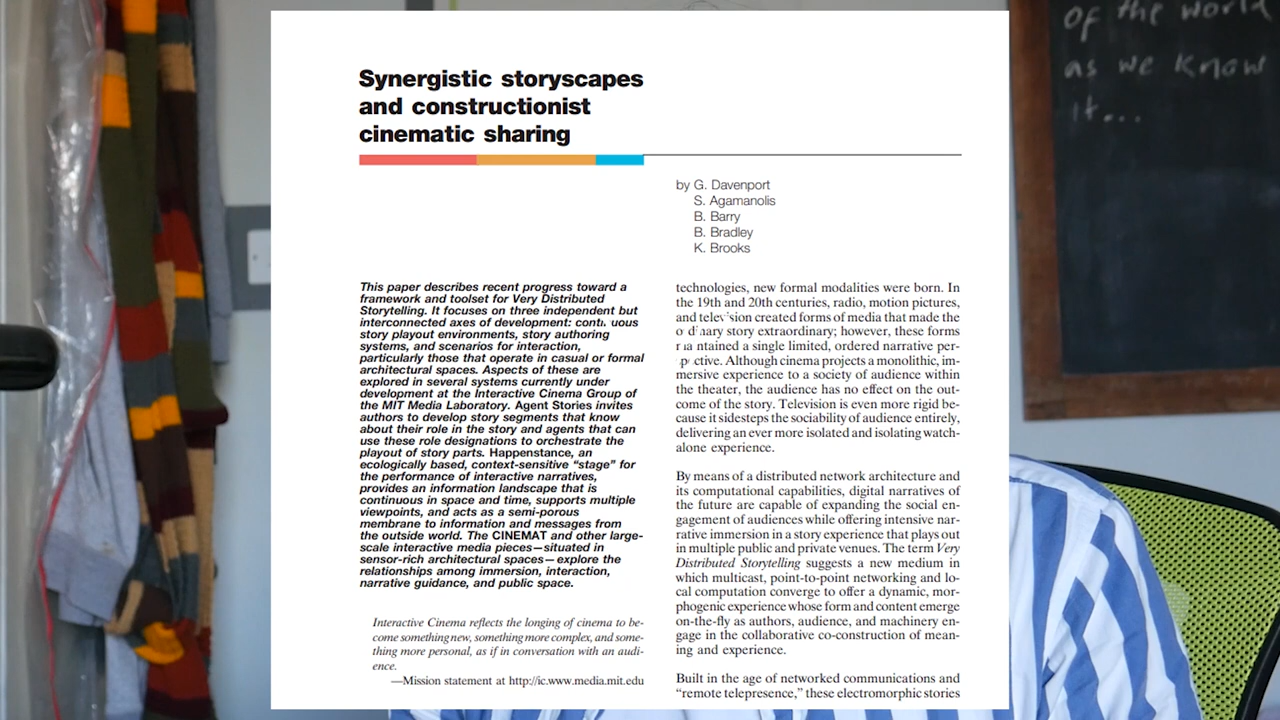 Synergistic storyscapes
and constructionist
cinematic sharing
by G. Davenport
S. Agamanolis
B. Barry
B. Bradley
K. Brooks
This paper describes recent progress toward a
framework and toolset for Very Distributed
Storytelling. It focuses on three independent but
interconnected axes of development: uous
story playout environments, story authoring
systems, and scenarios for interaction,
particularly those that operate in casual or formal
architectural spaces. Aspects of these are
explored in several systems currently under
development at the Interactive Cinema Group of
the MIT Media Laboratory. Agent Stories invites
authors to develop story segments that know
about their role in the story and agents that can
use these role designations to orchestrate the
playout of story parts. Happenstance, an
ecologically based, context-sensitive “stage” for
the performance of interactive narratives,
provides an information landscape that is
continuous in space and time, supports multiple
viewpoints, and acts as a semi-porous
membrane to information and messages from
the outside world. The CINEMAT and other large-
scale interactive media pieces—situated in
sensor-rich architectural spaces—explore the
relationships among immersion, interaction,
narrative guidance, and public space.
Interactive Cinema reflects the longing of cinema to be-
come something new, something more complex, and some-
thing more personal, as if in conversation with an audi-
ence.
—Mission statement at http://ic.www.media.mit.edu
technologies, new formal modalities were born. In
the 19th and 20th centuries, radio, motion pictures,
and television created forms of media that made the
ordinary story extraordinary; however, these forms
maintained a single limited, ordered narrative per-
spective. Although cinema projects a monolithic, im-
mersive experience to a society of audience within
the theater, the audience has no effect on the out-
come of the story. Television is even more rigid be-
cause it sidesteps the sociability of audience entirely,
delivering an ever more isolated and isolating watch-
alone experience.
By means of a distributed network architecture and
its computational capabilities, digital narratives of
the future are capable of expanding the social en-
gagement of audiences while offering intensive nar-
rative immersion in a story experience that plays out
in multiple public and private venues. The term Very
Distributed Storytelling suggests a new medium in
which multicast, point-to-point networking and lo-
cal computation converge to offer a dynamic, mor-
phogenic experience whose form and content emerge
on-the-fly as authors, audience, and machinery en-
gage in the collaborative co-construction of mean-
ing and experience.
Built in the age of networked communications and
“remote telepresence,” these electromorphic stories
of the world
as we know
it...